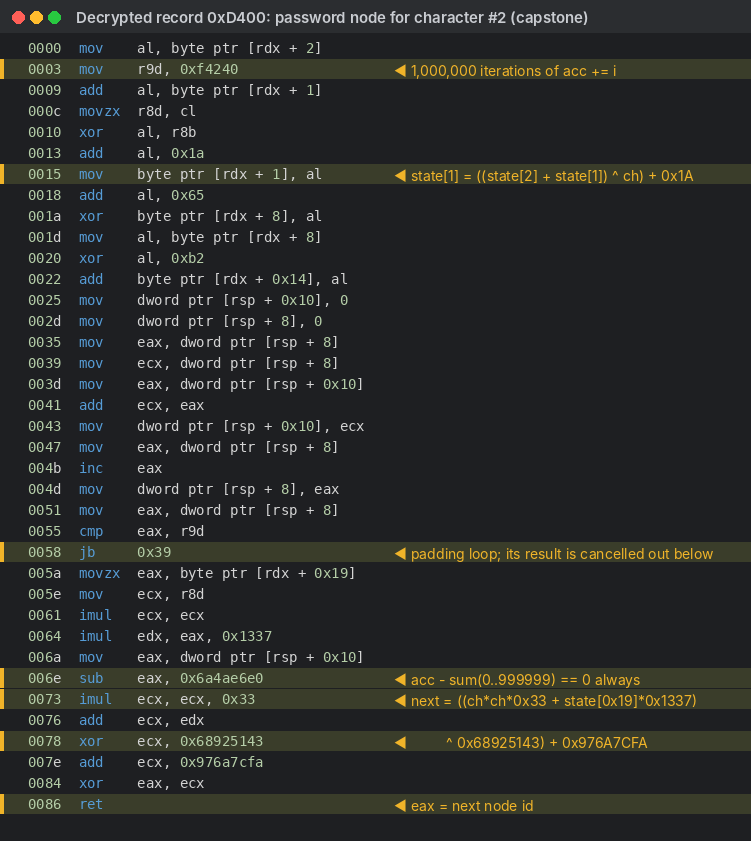 Decrypted record 0xD400: password node for character #2 (capstone)
0000 mov al, byte ptr [rdx + 2]
0003 mov r9d, 0xf4240 ◀ 1,000,000 iterations of acc += i
0009 add al, byte ptr [rdx + 1]
000c movzx r8d, cl
0010 xor al, r8b
0013 add al, 0x1a
0015 mov byte ptr [rdx + 1], al ◀ state[1] = ((state[2] + state[1]) ^ ch) + 0x1A
0018 add al, 0x65
001a xor byte ptr [rdx + 8], al
001d mov al, byte ptr [rdx + 8]
0020 xor al, 0xb2
0022 add byte ptr [rdx + 0x14], al
0025 mov dword ptr [rsp + 0x10], 0
002d mov dword ptr [rsp + 8], 0
0035 mov eax, dword ptr [rsp + 8]
0039 mov ecx, dword ptr [rsp + 8]
003d mov eax, dword ptr [rsp + 0x10]
0041 add ecx, eax
0043 mov dword ptr [rsp + 0x10], ecx
0047 mov eax, dword ptr [rsp + 8]
004b inc eax
004d mov dword ptr [rsp + 8], eax
0051 mov eax, dword ptr [rsp + 8]
0055 cmp eax, r9d
0058 jb 0x39 ◀ padding loop; its result is cancelled out below
005a movzx eax, byte ptr [rdx + 0x19]
005e mov ecx, r8d
0061 imul ecx, ecx
0064 imul edx, eax, 0x1337
006a mov eax, dword ptr [rsp + 0x10]
006e sub eax, 0x6a4ae6e0 ◀ acc - sum(0..999999) == 0 always
0073 imul ecx, ecx, 0x33 ◀ next = ((ch*ch*0x33 + state[0x19]*0x1337)
0076 add ecx, edx
0078 xor ecx, 0x68925143 ◀ ^ 0x68925143) + 0x976A7CFA
007e add ecx, 0x976a7cfa
0084 xor eax, ecx
0086 ret ◀ eax = next node id